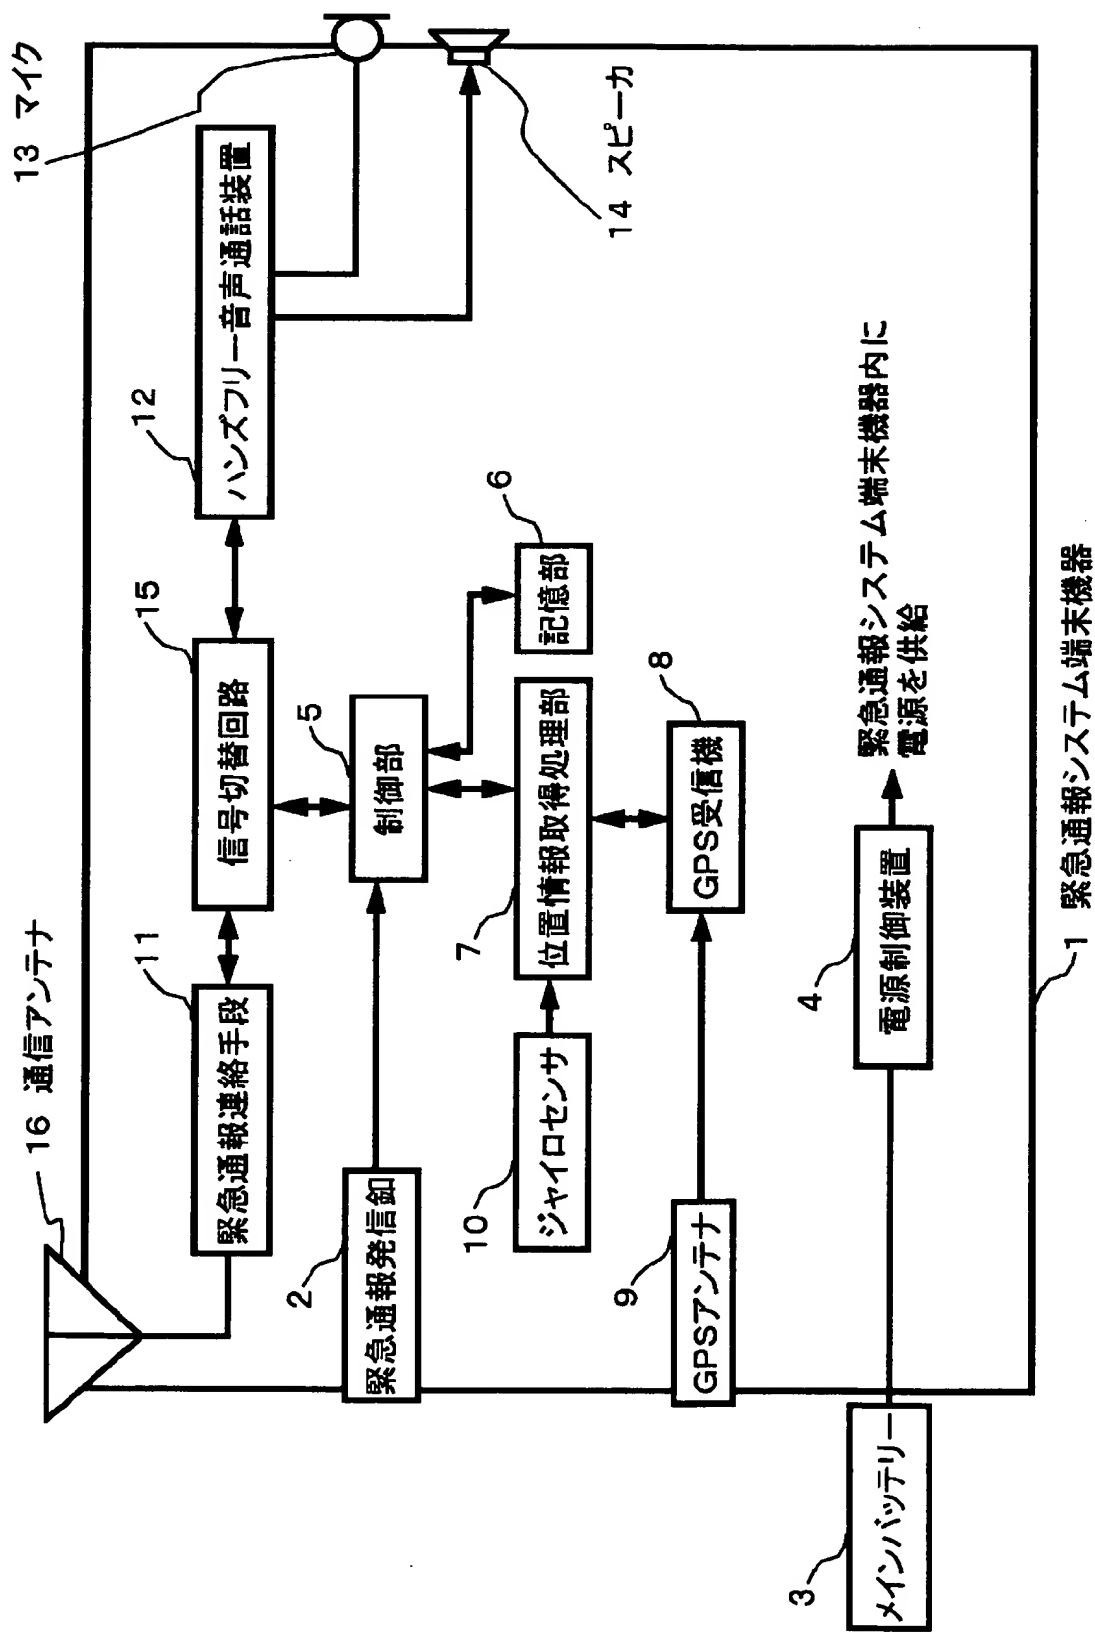 16 通信アンテナ
13 マイク
11
15
12
緊急通報連絡手段
信号切替回路
ハンズフリー音声通話装置
14 スピーカ
2
緊急通報発信釦
5
制御部
6
記憶部
10
ジャイロセンサ
7
位置情報取得処理部
9
GPSアンテナ
8
GPS受信機
3
メインバッテリー
4
電源制御装置
緊急通報システム端末機器内に
電源を供給
1 緊急通報システム端末機器